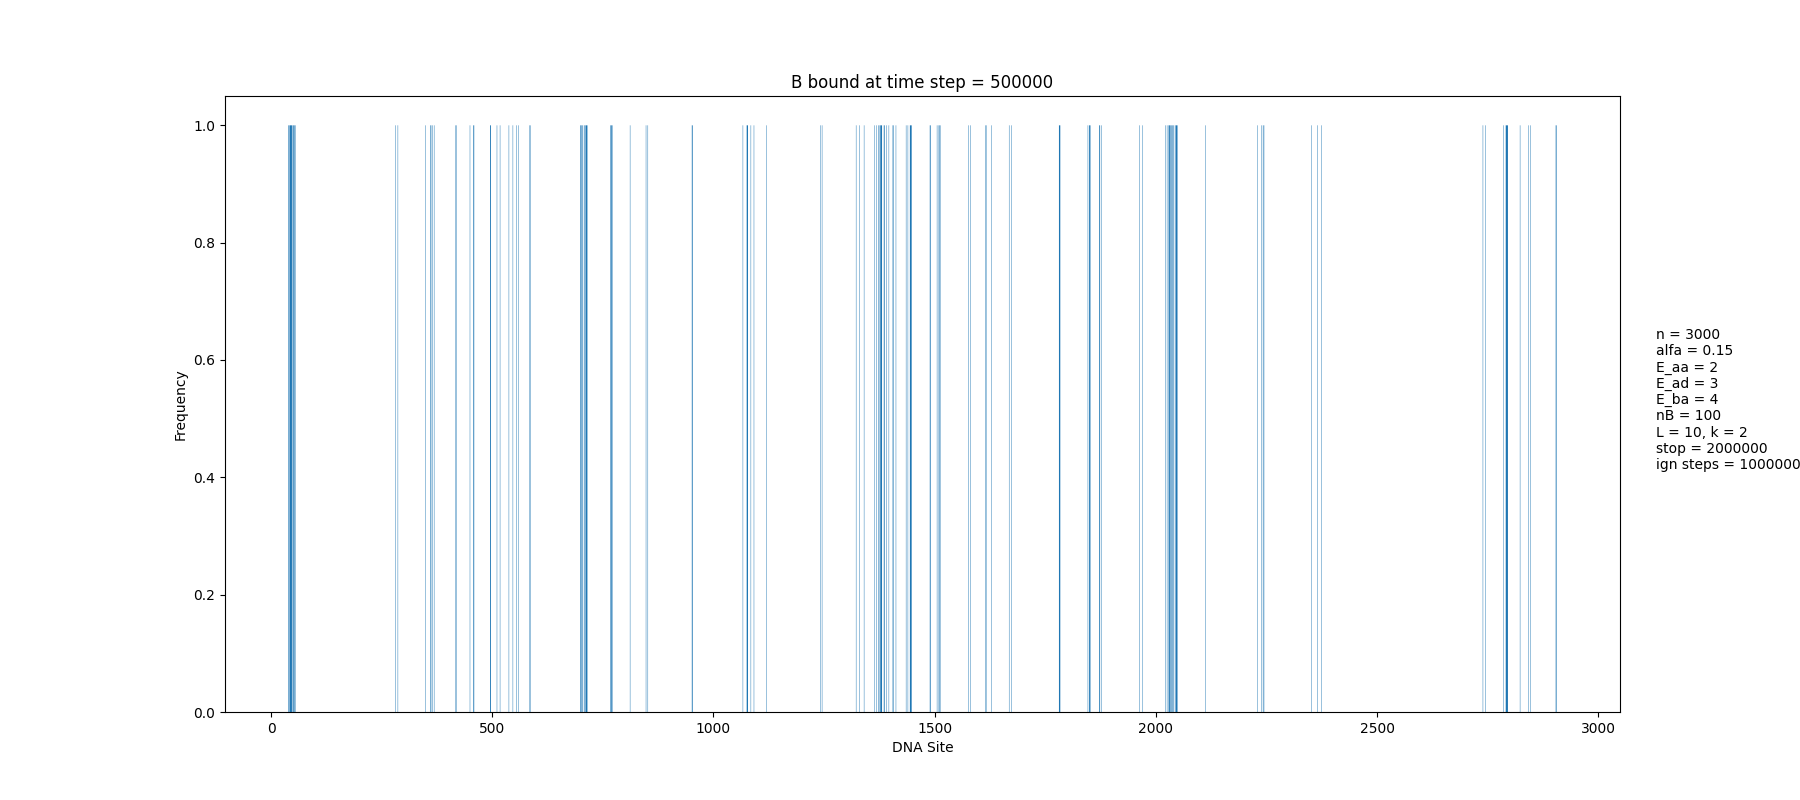 B bound at time step = 500000
1.0
0.8
0.6
0.4
0.2
0.0
Frequency
0 500 1000 1500 2000 2500 3000
DNA Site
n = 3000
alfa = 0.15
E_aa = 2
E_ad = 3
E_ba = 4
nB = 100
L = 10, k = 2
stop = 2000000
ign steps = 1000000